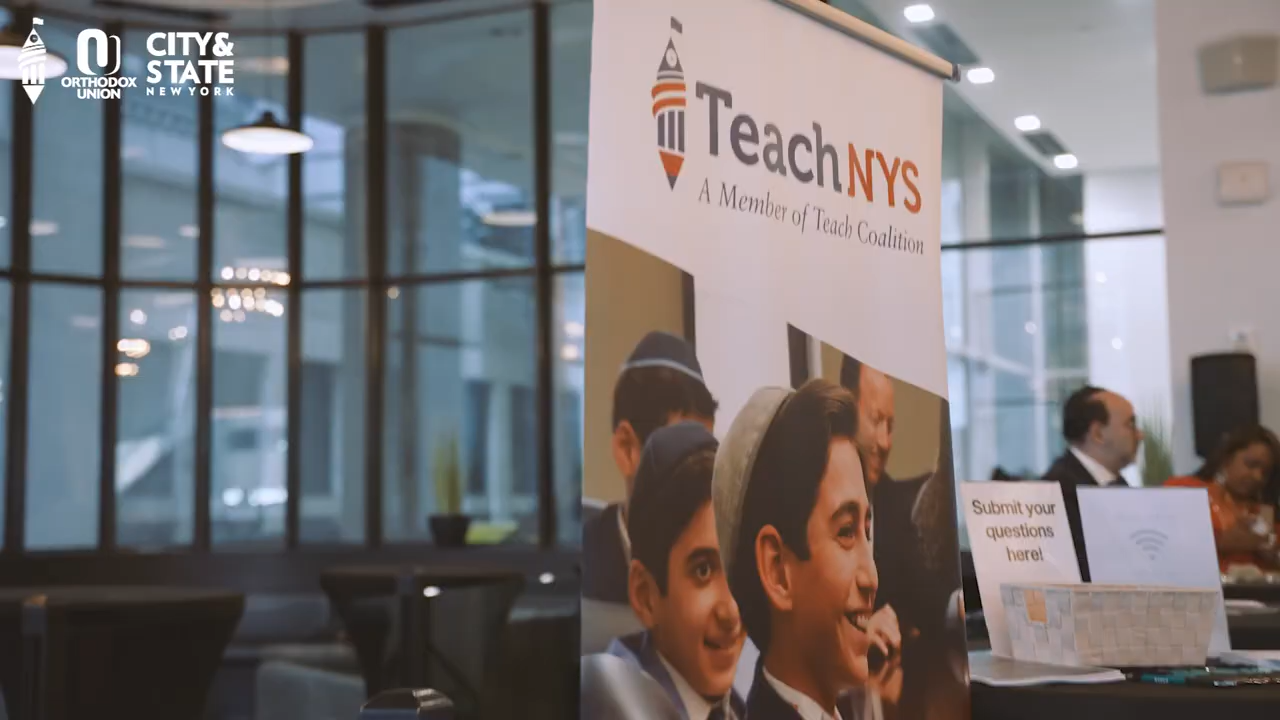 ORTHODOX
UNION
CITY&
STATE
NEW YORK
TeachNYS
A Member of Teach Coalition
Submit your
questions
here!